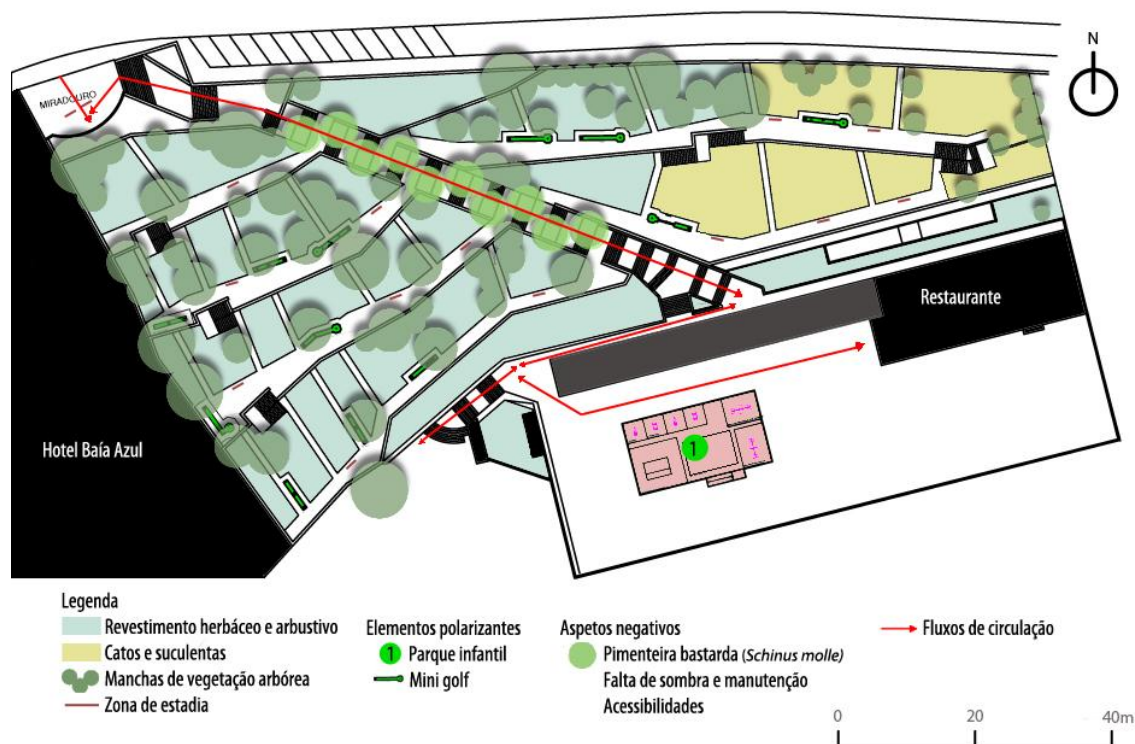 N
MIRADOURO
Restaurante
Hotel Baía Azul
1
Legenda
Revestimento herbáceo e arbustivo
Catos e suculentas
Manchas de vegetação arbórea
Zona de estadia
Elementos polarizantes
1 Parque infantil
Mini golf
Aspetos negativos
Pimenteira bastarda (Schinus molle)
Falta de sombra e manutenção
Acessibilidades
Fluxos de circulação
0 20 40m